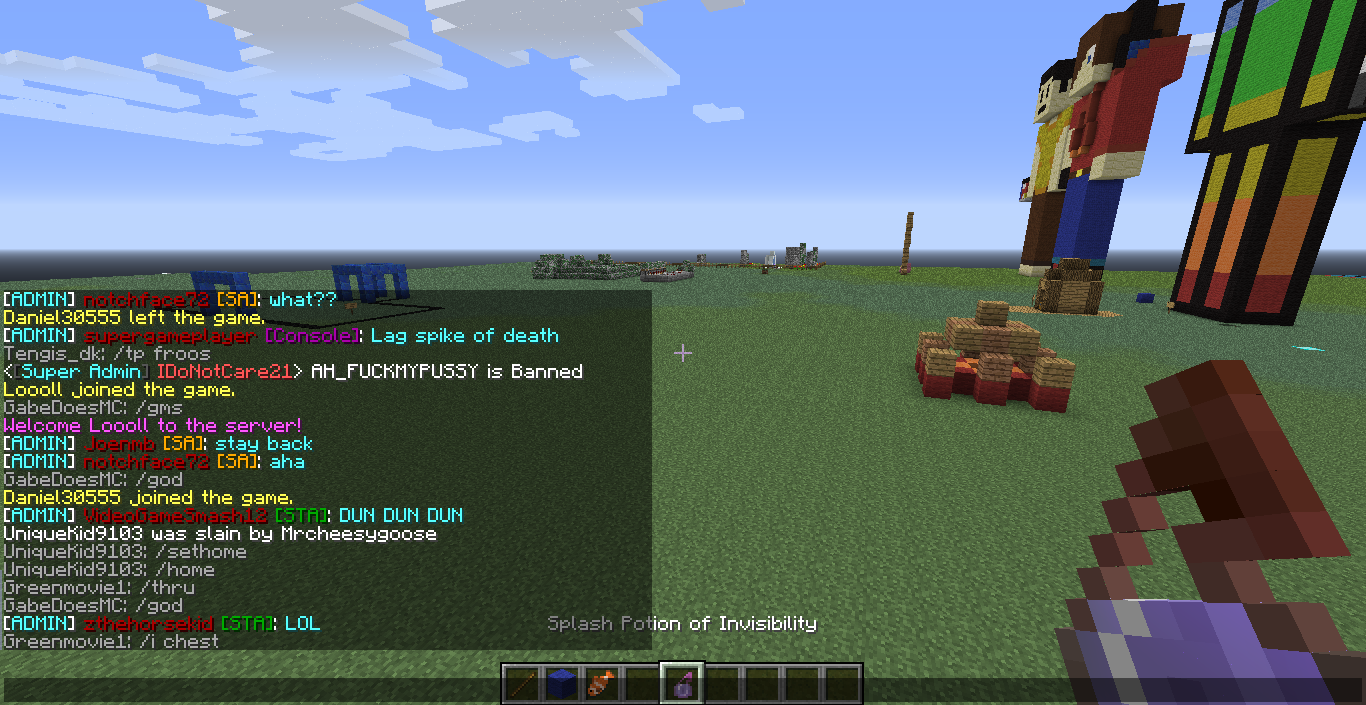 [ADMIN] notchface72 [SA]: what??
Daniel30555 left the game.
[ADMIN] supergameplayer [Console]: Lag spike of death
Tengis_dk: /tp froos
<[Super Admin] IDoNotCare21> AH_FUCKMYPUSSY is Banned
Loooll joined the game.
GabeDoesMC: /gms
Welcome Loooll to the server!
[ADMIN] Joenmb [SA]: stay back
[ADMIN] notchface72 [SA]: aha
GabeDoesMC: /god
Daniel30555 joined the game.
[ADMIN] VideoGameSmash12 [STA]: DUN DUN DUN
UniqueKid9103 was slain by Mrcheesygoose
UniqueKid9103: /sethome
UniqueKid9103: /home
Greenmovie1: /thru
GabeDoesMC: /god
[ADMIN] zthehorsekid [STA]: LOL
Greenmovie1: /i chest
Splash Potion of Invisibility